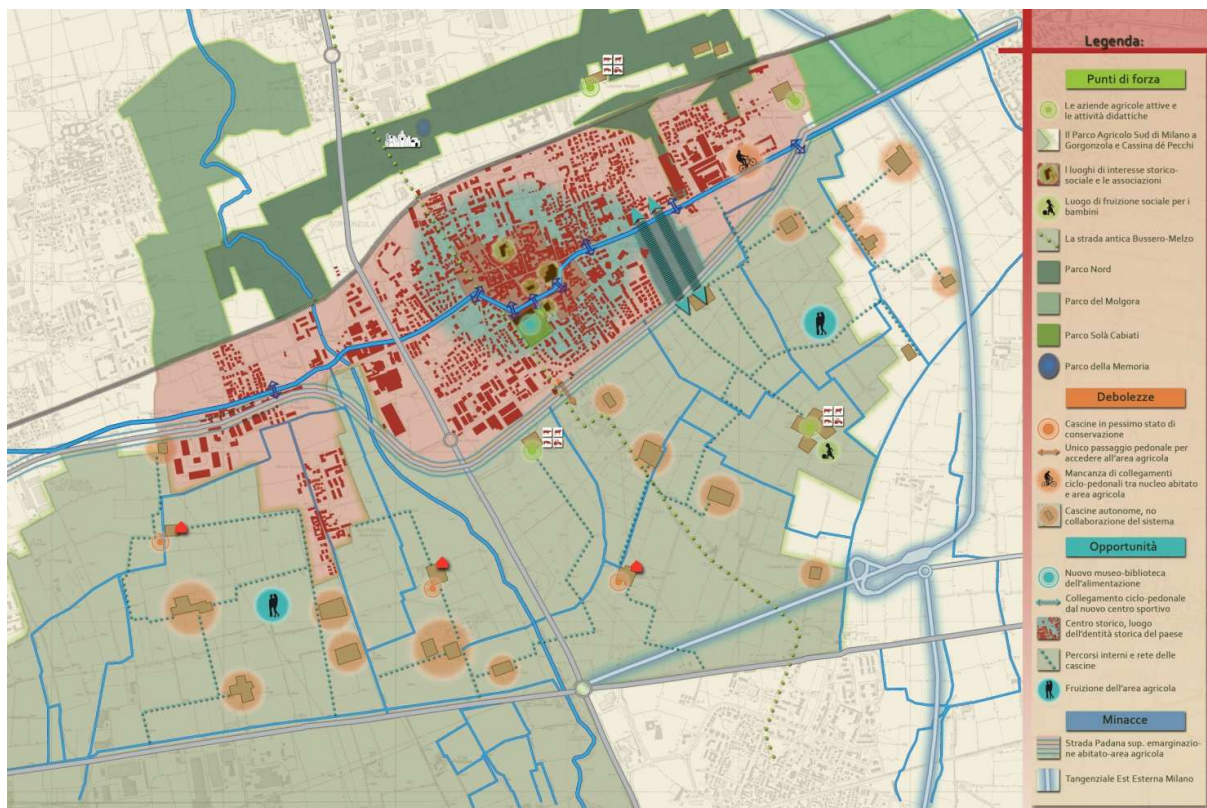 Legenda:
Punti di forza
Le aziende agricole attive e
le attività didattiche
Il Parco Agricolo Sud di Milano a
Gorgonzola e Cassina dé Pecchi
I luoghi di interesse storico-
sociale e le associazioni
Luogo di fruizione sociale per i
bambini
La strada antica Bussero-Melzo
Parco Nord
Parco del Molgora
Parco Solà Cabiati
Parco della Memoria
Debolezze
Cascine in pessimo stato di
conservazione
Unico passaggio pedonale per
accedere all'area agricola
Mancanza di collegamenti
ciclo-pedonali tra nucleo abitato
e area agricola
Cascine autonome, no
collaborazione del sistema
Opportunità
Nuovo museo-biblioteca
dell'alimentazione
Collegamento ciclo-pedonale
dal nuovo centro sportivo
Centro storico, luogo
dell'identità storica del paese
Percorsi interni e rete delle
cascine
Fruizione dell'area agricola
Minacce
Strada Padana sup. emarginazio-
ne abitato-area agricola
Tangenziale Est Esterna Milano